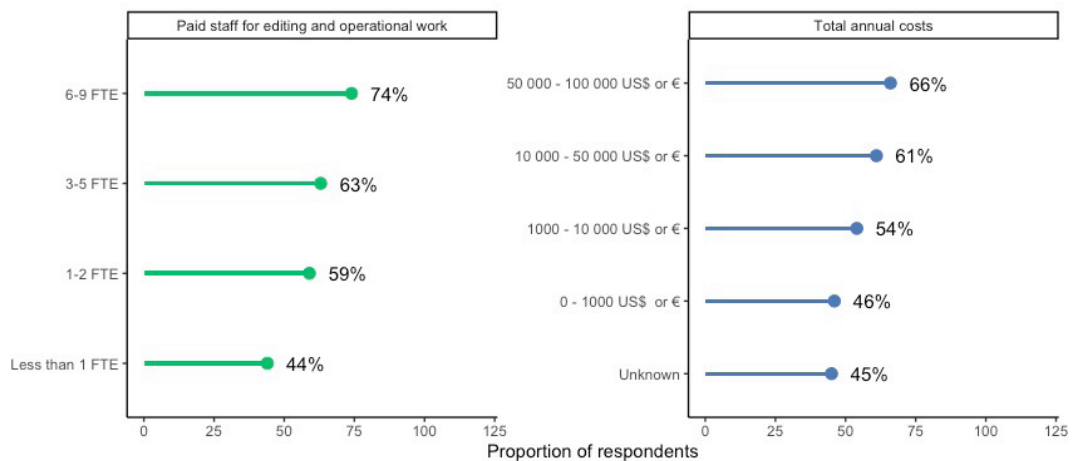 Paid staff for editing and operational work
6-9 FTE
74%
3-5 FTE
63%
1-2 FTE
59%
Less than 1 FTE
44%
0 25 50 75 100 125
Total annual costs
50 000 - 100 000 US$ or €
66%
10 000 - 50 000 US$ or €
61%
1000 - 10 000 US$ or €
54%
0 - 1000 US$  or €
46%
Unknown
45%
0 25 50 75 100 125
Proportion of respondents